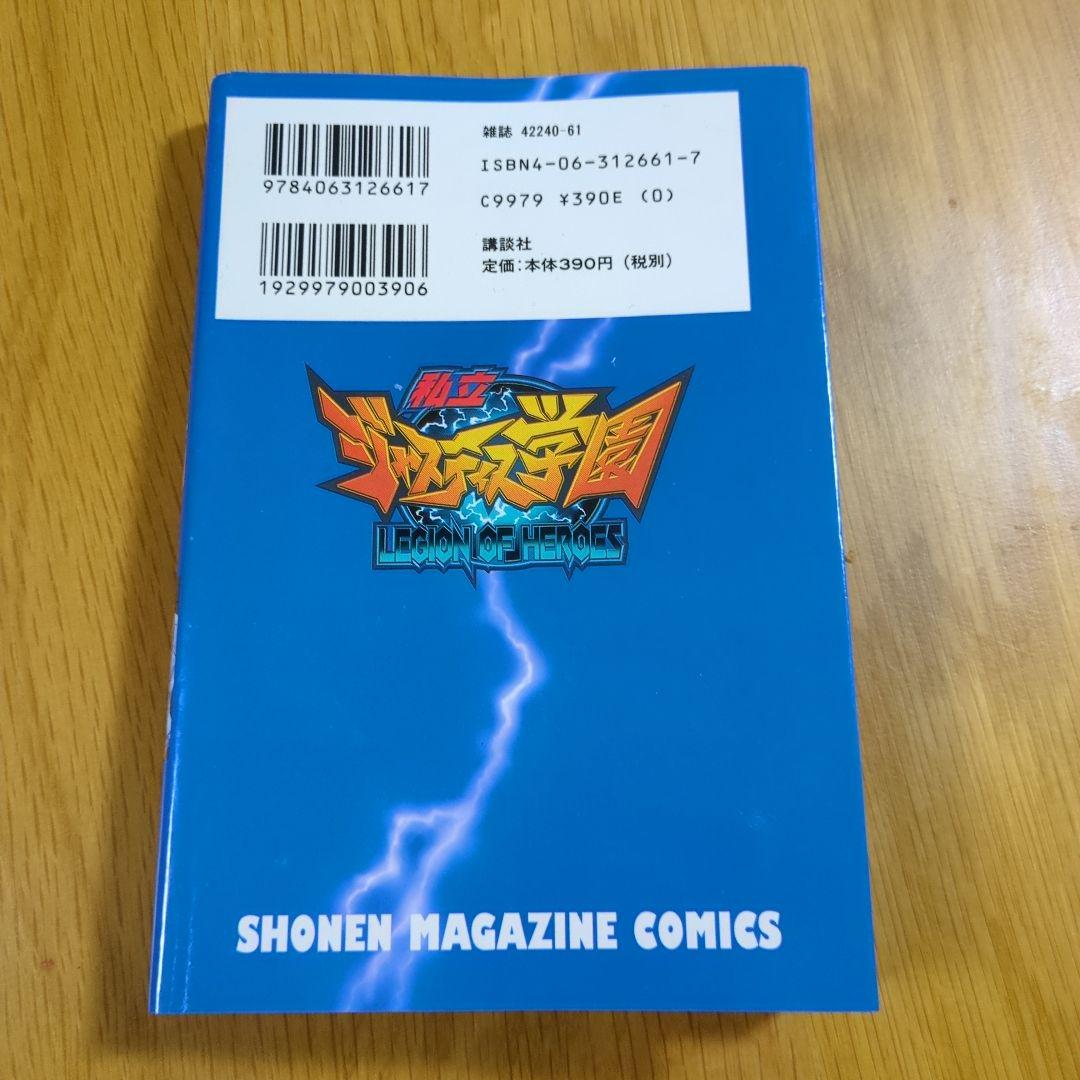 雑誌 42240-61
ISBN4-06-312661-7
9784063126617
C9979 ¥390E (0)
講談社
定価:本体390円(税別)
1929979003906
私立
ジャスティス学園
LEGION OF HEROES
SHONEN MAGAZINE COMICS